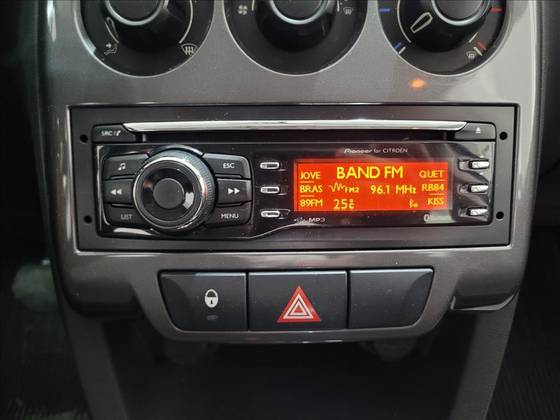 SRC/
Pioneer for CITROËN
ESC
LIST
MENU
JOVE BAND FM QUET
BRAS FM2 96.1 MHz RB84
89FM 25c KISS
MP3